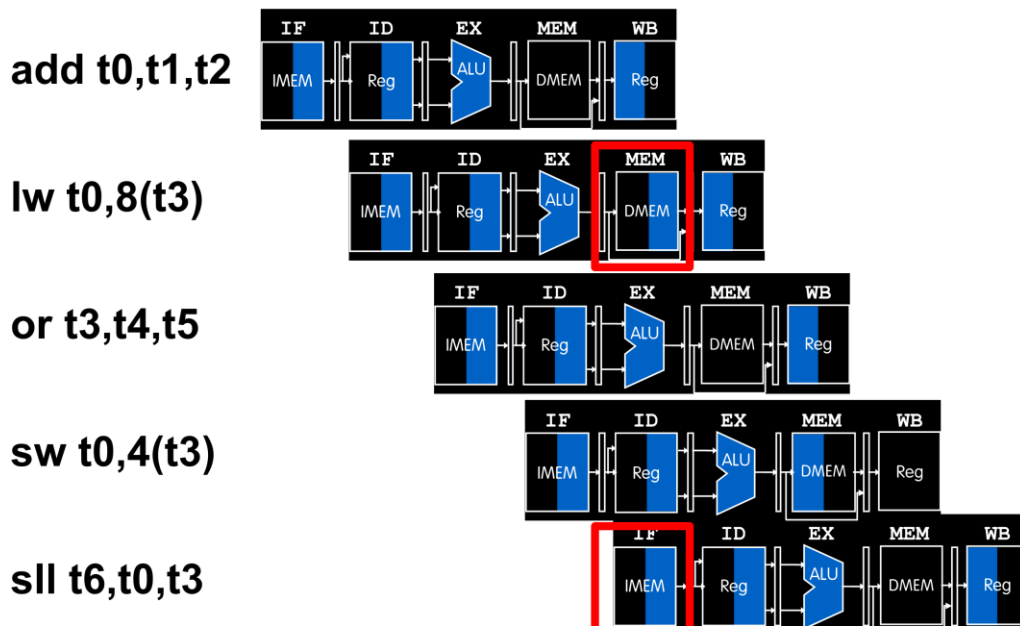 IF ID EX MEM WB
add t0,t1,t2
IMEM Reg ALU DMEM Reg
IF ID EX MEM WB
lw t0,8(t3)
IMEM Reg ALU DMEM Reg
IF ID EX MEM WB
or t3,t4,t5
IMEM Reg ALU DMEM Reg
IF ID EX MEM WB
sw t0,4(t3)
IMEM Reg ALU DMEM Reg
IF ID EX MEM WB
sll t6,t0,t3
IMEM Reg ALU DMEM Reg